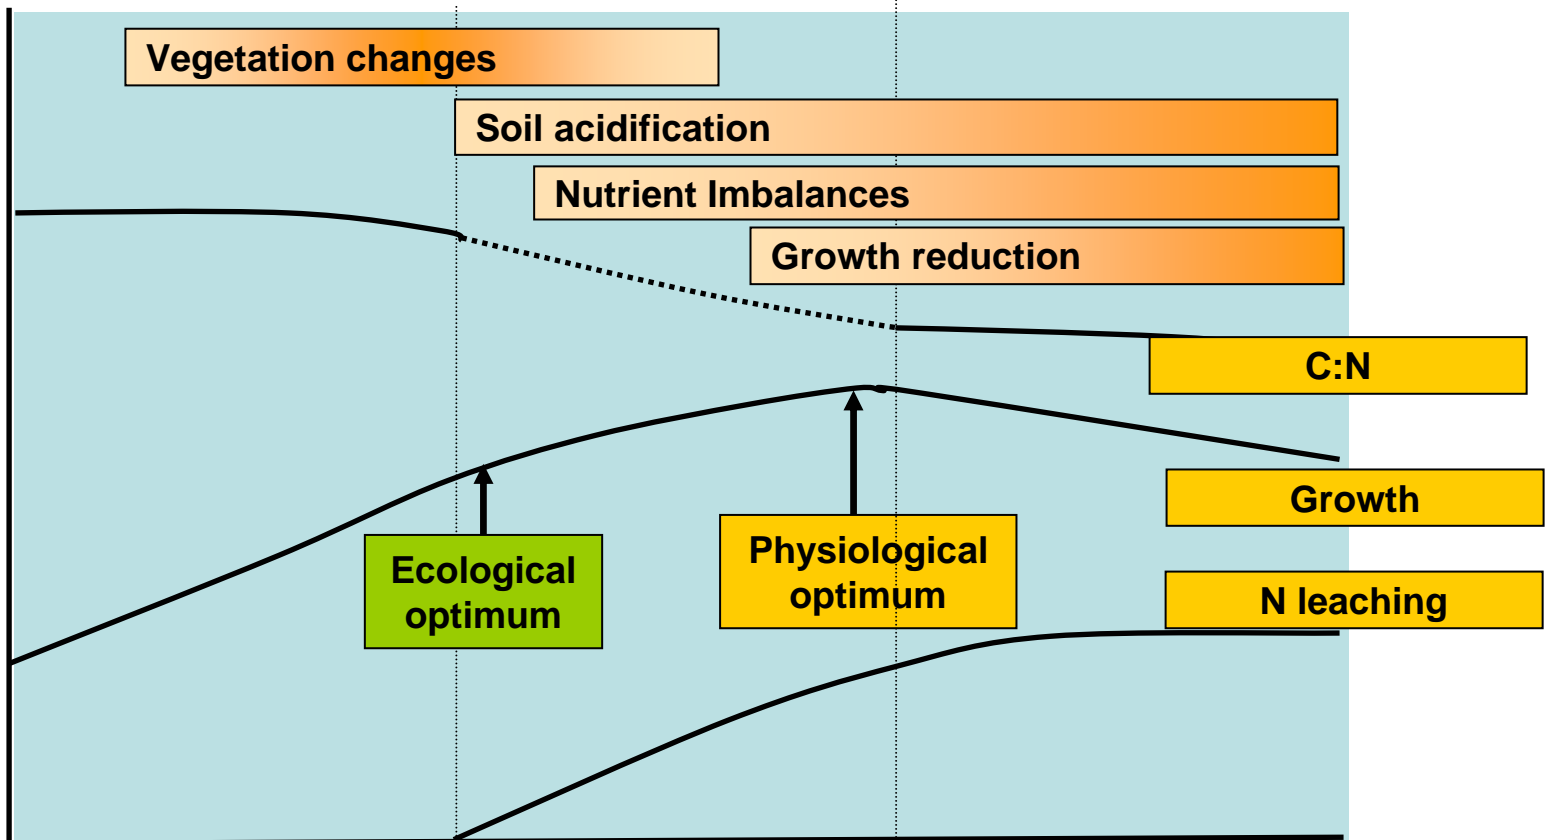 Vegetation changes
Soil acidification
Nutrient Imbalances
Growth reduction
C:N
Growth
Ecological
optimum
Physiological
optimum
N leaching